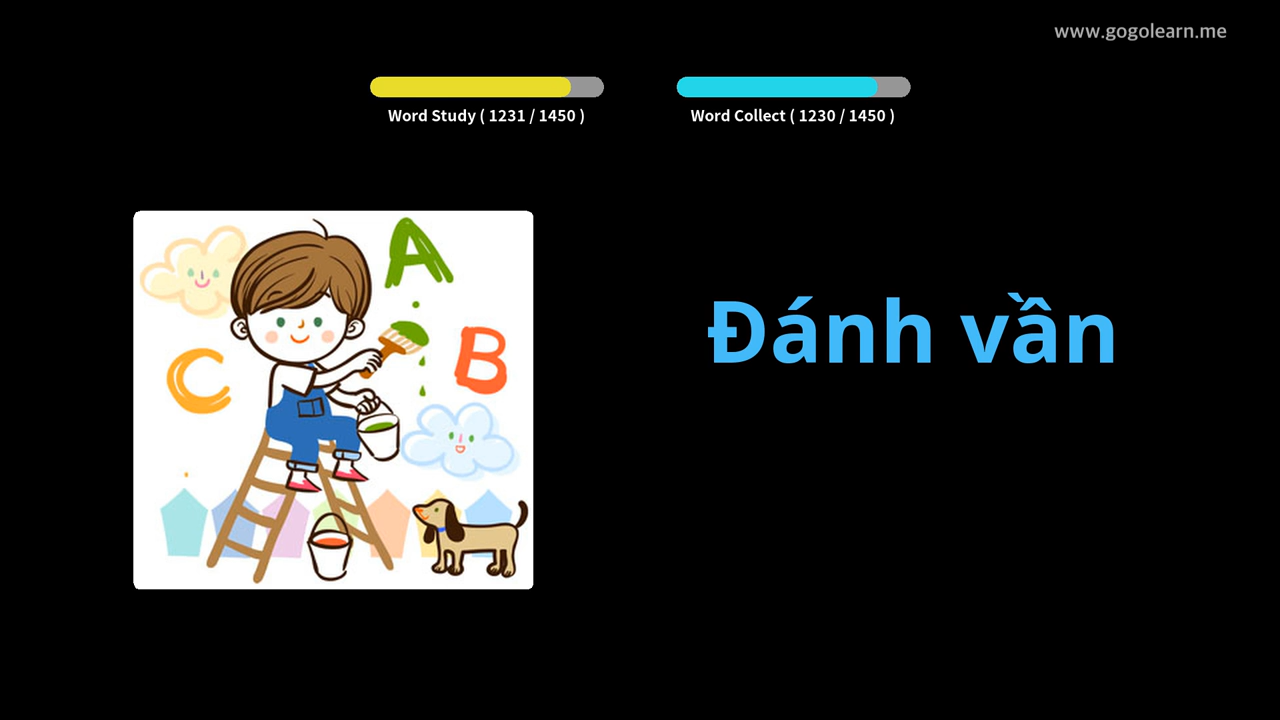 www.gogolearn.me
Word Study ( 1231 / 1450 )
Word Collect ( 1230 / 1450 )
A
B
C
Đánh vần